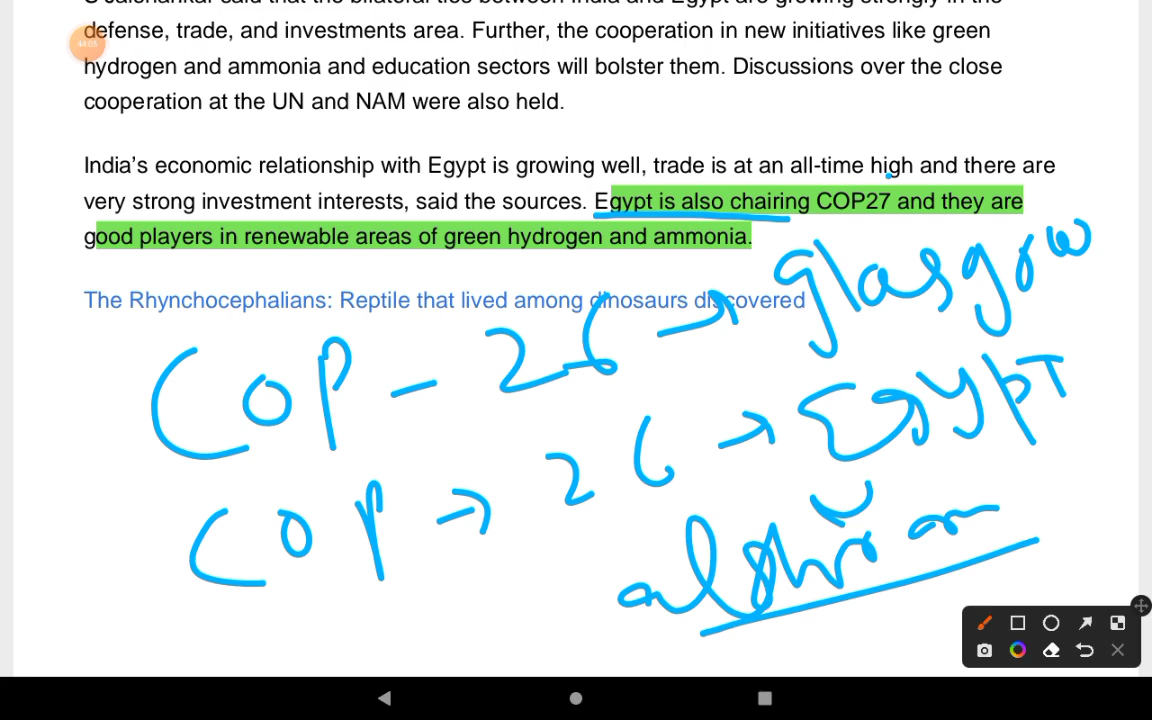 defense, trade, and investments area. Further, the cooperation in new initiatives like green
44:05
hydrogen and ammonia and education sectors will bolster them. Discussions over the close
cooperation at the UN and NAM were also held.
India's economic relationship with Egypt is growing well, trade is at an all-time high and there are
very strong investment interests, said the sources. Egypt is also chairing COP27 and they are
good players in renewable areas of green hydrogen and ammonia.
The Rhynchocephalians: Reptile that lived among dinosaurs discovered
COP - 26 → Glasgow
COP → 26 → Egypt